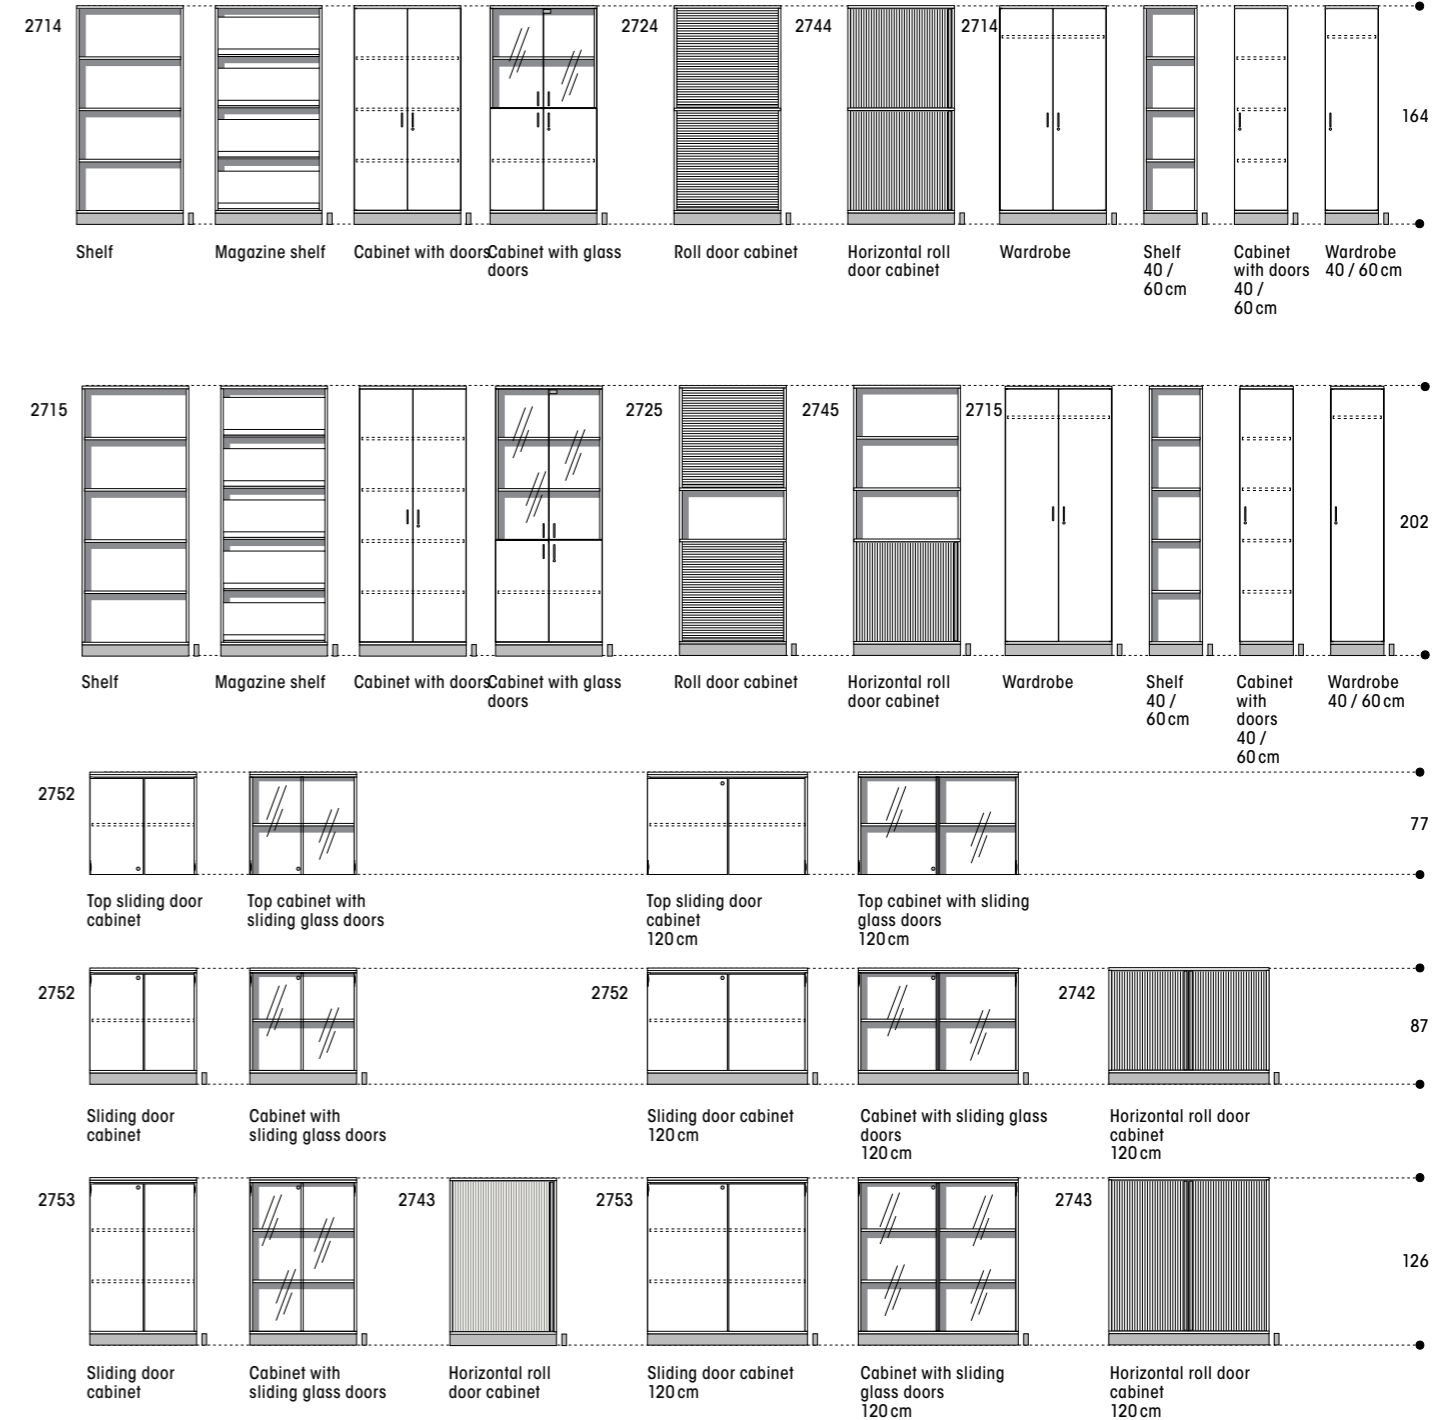 2714
2724
2744
2714
164
Shelf
Magazine shelf
Cabinet with doors
Cabinet with glass
doors
Roll door cabinet
Horizontal roll
door cabinet
Wardrobe
Shelf
40 /
60 cm
Cabinet
with doors
40 /
60 cm
Wardrobe
40 / 60 cm
2715
2725
2745
2715
202
Shelf
Magazine shelf
Cabinet with doors
Cabinet with glass
doors
Roll door cabinet
Horizontal roll
door cabinet
Wardrobe
Shelf
40 /
60 cm
Cabinet
with
doors
40 /
60 cm
Wardrobe
40 / 60 cm
2752
77
Top sliding door
cabinet
Top cabinet with
sliding glass doors
Top sliding door
cabinet
120 cm
Top cabinet with sliding
glass doors
120 cm
2752
2752
2742
87
Sliding door
cabinet
Cabinet with
sliding glass doors
Sliding door cabinet
120 cm
Cabinet with sliding glass
doors
120 cm
Horizontal roll door
cabinet
120 cm
2753
2743
2753
2743
126
Sliding door
cabinet
Cabinet with
sliding glass doors
Horizontal roll
door cabinet
Sliding door cabinet
120 cm
Cabinet with sliding
glass doors
120 cm
Horizontal roll door
cabinet
120 cm